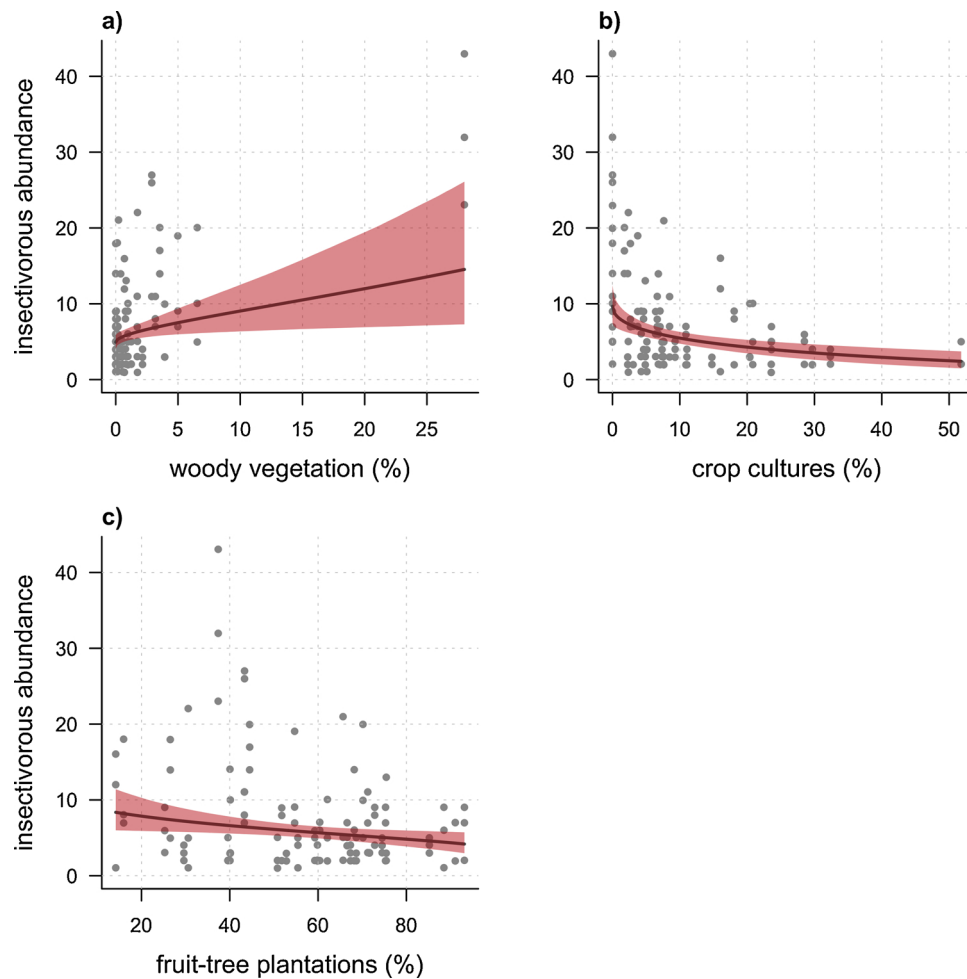 a)
insectivorous abundance
40
30
20
10
0
0 5 10 15 20 25
woody vegetation (%)
b)
40
30
20
10
0
0 10 20 30 40 50
crop cultures (%)
c)
insectivorous abundance
40
30
20
10
0
20 40 60 80
fruit-tree plantations (%)